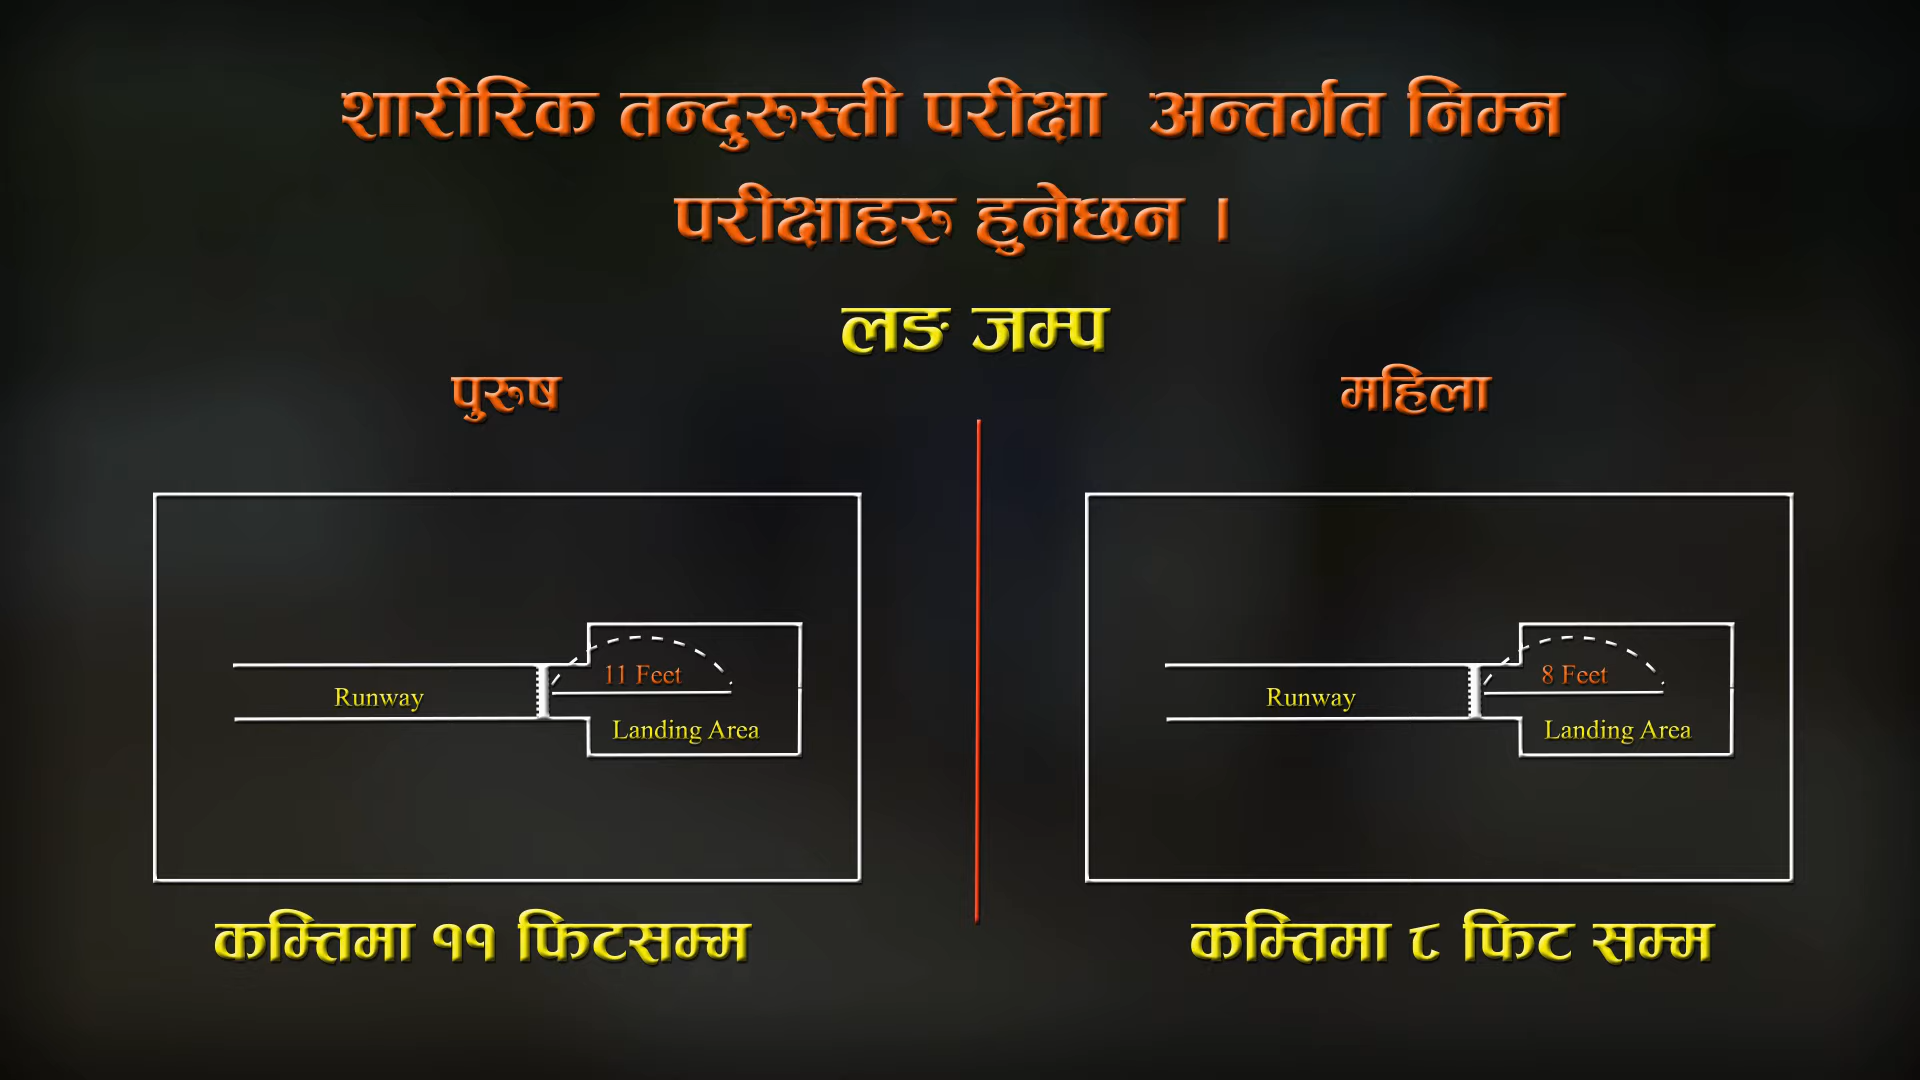 शारीरिक तन्दुरुस्ती परीक्षा अन्तर्गत निम्न
परीक्षाहरु हुनेछन ।
लङ जम्प
पुरुष
महिला
11 Feet
Runway
Landing Area
8 Feet
Runway
Landing Area
कम्तिमा ११ फिटसम्म
कम्तिमा ८ फिट सम्म